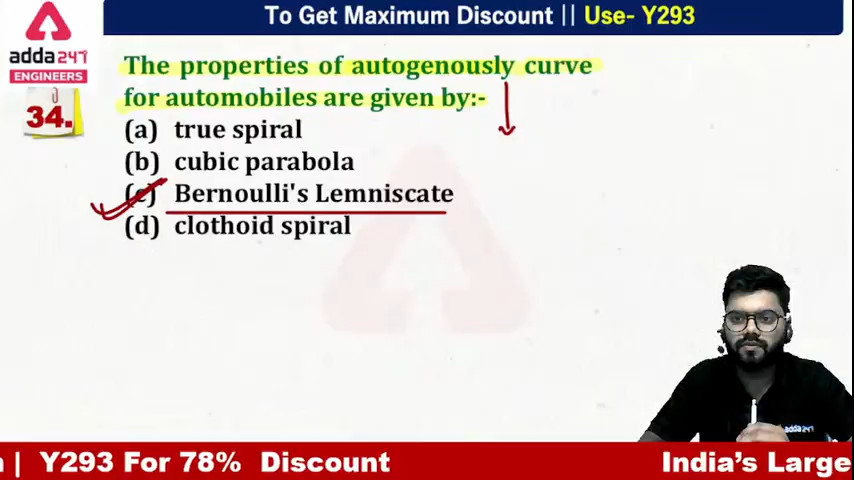 To Get Maximum Discount || Use- Y293
adda247
ENGINEERS
34.
The properties of autogenously curve
for automobiles are given by:-
(a) true spiral
(b) cubic parabola
(c) Bernoulli's Lemniscate
(d) clothoid spiral
adda247
| Y293 For 78% Discount
India's Large